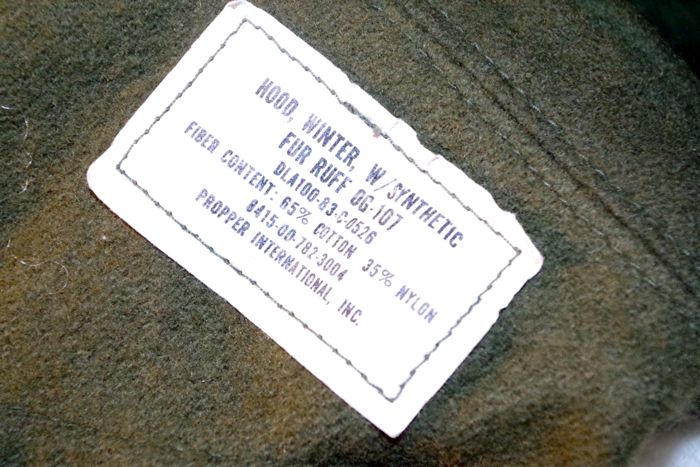 HOOD, WINTER, W/SYNTHETIC
FUR RUFF OG-107
DLA100-83-C-0526
FIBER CONTENT: 65% COTTON 35% NYLON
8415-00-782-3004
PROPPER INTERNATIONAL, INC.